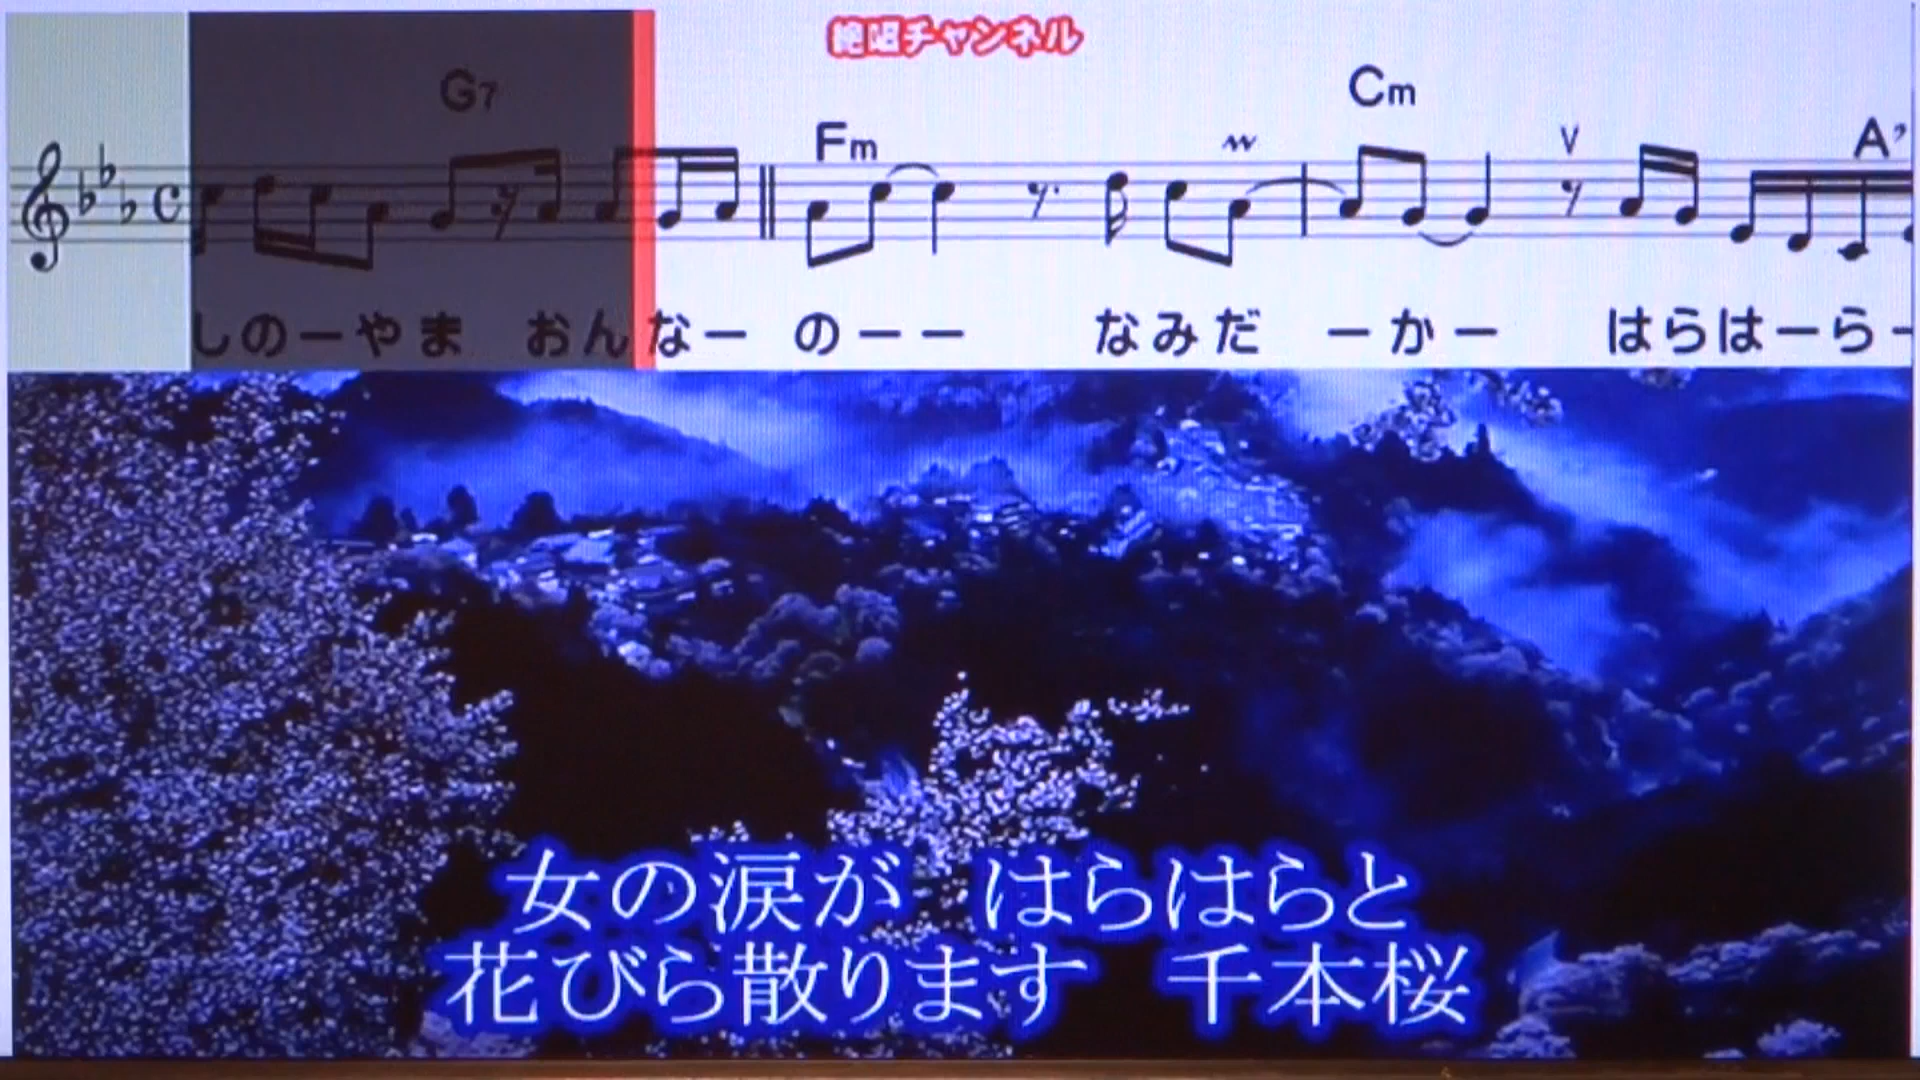 絶唱チャンネル
G7
Fm
Cm
V
しのーやま おんなー のーー なみだ ーかー はらはーらー
女の涙が はらはらと
花びら散ります 千本桜